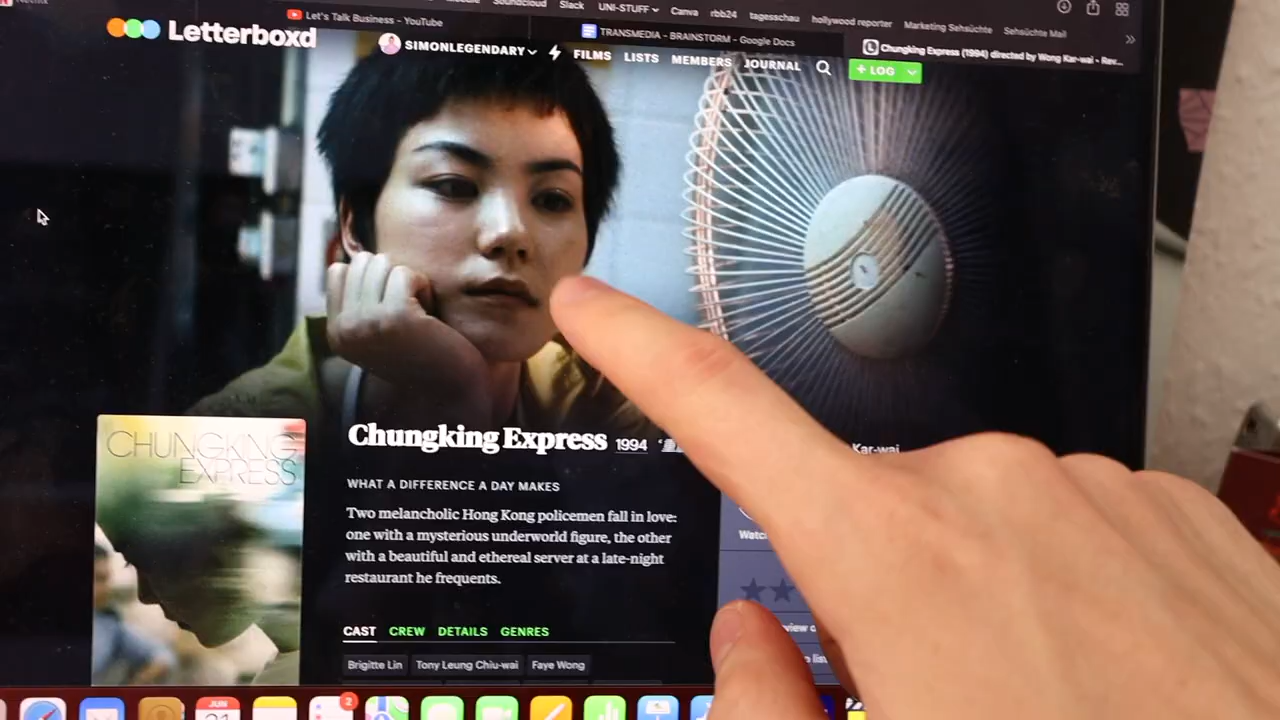 Soundcloud Slack UNI-STUFF Canva rbb24 tagesschau hollywood reporter Marketing Sehsüchte Sehsüchte Mail
Let's Talk Business - YouTube
TRANSMEDIA - BRAINSTORM - Google Docs
Chungking Express (1994) directed by Wong Kar-wai • Rev...
Letterboxd
SIMONLEGENDARY FILMS LISTS MEMBERS JOURNAL + LOG
CHUNGKING
EXPRESS
Chungking Express 1994
Kar-wai
WHAT A DIFFERENCE A DAY MAKES
Two melancholic Hong Kong policemen fall in love:
one with a mysterious underworld figure, the other
with a beautiful and ethereal server at a late-night
restaurant he frequents.
CAST CREW DETAILS GENRES
Brigitte Lin Tony Leung Chiu-wai Faye Wong
JUN
2